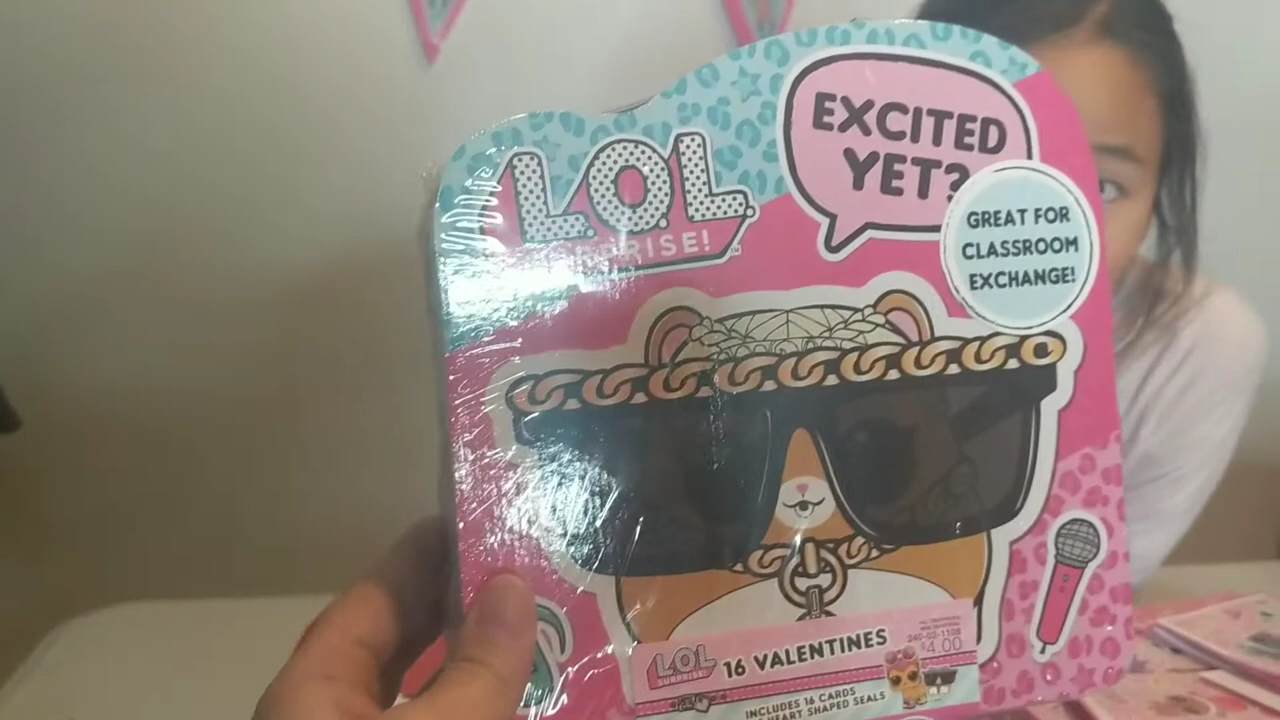 EXCITED
YET?
L.O.L.
SURPRISE!
GREAT FOR
CLASSROOM
EXCHANGE!
240-02-1108
$4.00
L.O.L.
SURPRISE!
16 VALENTINES
INCLUDES 16 CARDS
HEART SHAPED SEALS